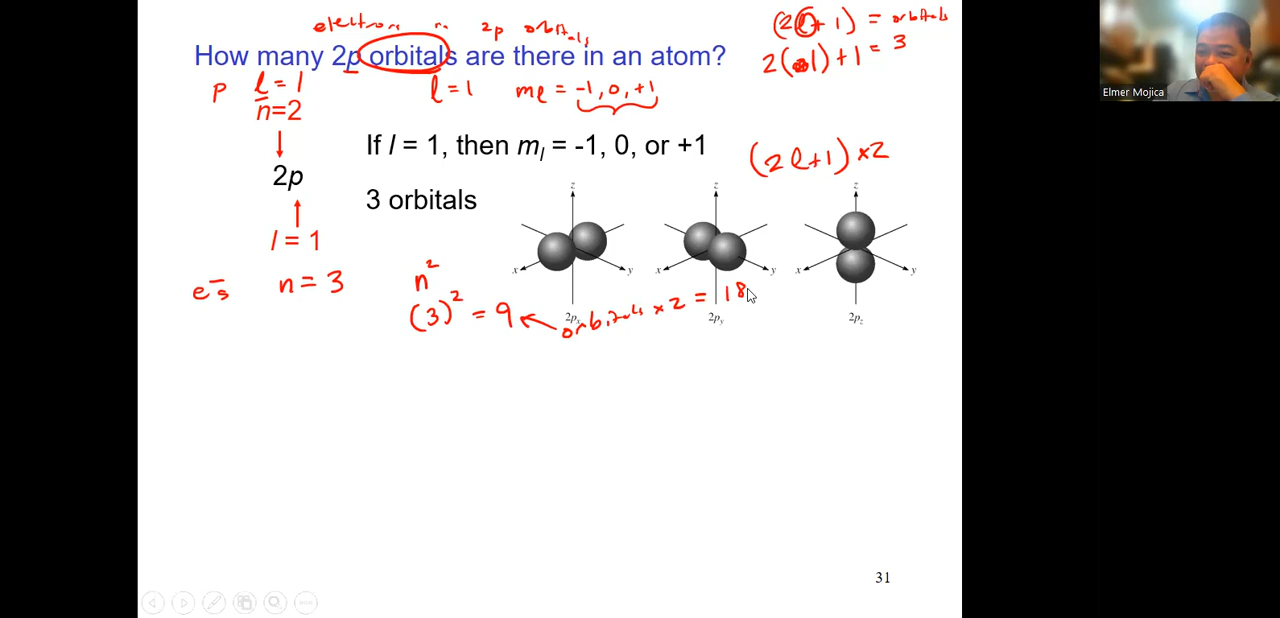 electrons in 2p orbitals
(2l+1) = orbitals
How many 2p orbitals are there in an atom?
2(1)+1 = 3
Elmer Mojica
p l = 1
l = 1 ml = -1, 0, +1
n=2
If l = 1, then ml = -1, 0, or +1
(2l+1) x2
2p
3 orbitals
z
z
z
l = 1
x
y
x
y
x
y
e-s n = 3
n²
(3)² = 9 ← orbitals x 2 = 18
2px
2py
2pz
31